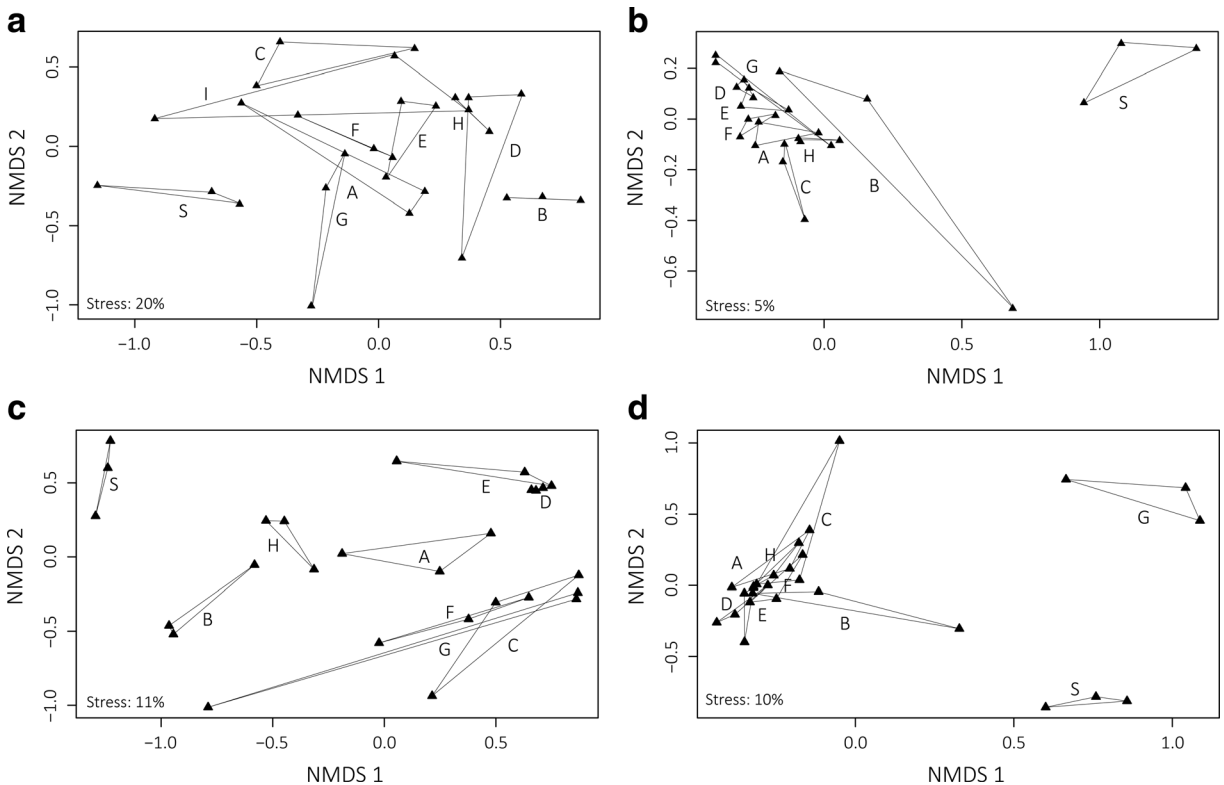 a
NMDS 2
0.5
0.0
−0.5
−1.0
C
I
F
E
H
D
A
G
S
B
Stress: 20%
−1.0 −0.5 0.0 0.5
NMDS 1
b
NMDS 2
0.2
0.0
−0.2
−0.4
−0.6
G
D
E
F
A
H
C
B
S
Stress: 5%
0.0 0.5 1.0
NMDS 1
c
NMDS 2
0.5
0.0
−0.5
−1.0
S
E
D
H
A
B
F
G
C
Stress: 11%
−1.0 −0.5 0.0 0.5
NMDS 1
d
NMDS 2
1.0
0.5
0.0
−0.5
C
H
A
F
D
E
B
G
S
Stress: 10%
0.0 0.5 1.0
NMDS 1